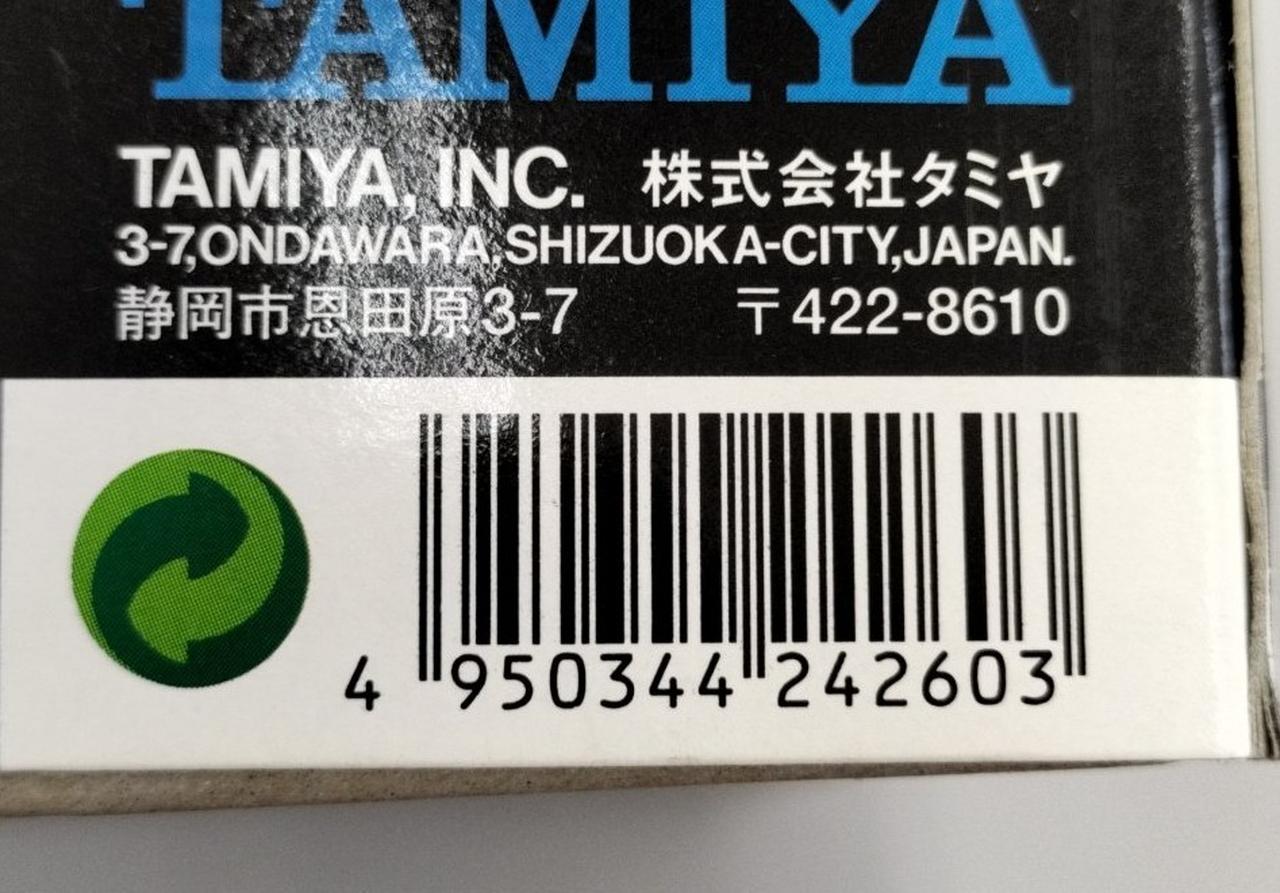 TAMIYA
TAMIYA, INC. 株式会社タミヤ
3-7,ONDAWARA,SHIZUOKA-CITY,JAPAN.
静岡市恩田原3-7 〒422-8610
4 950344 242603